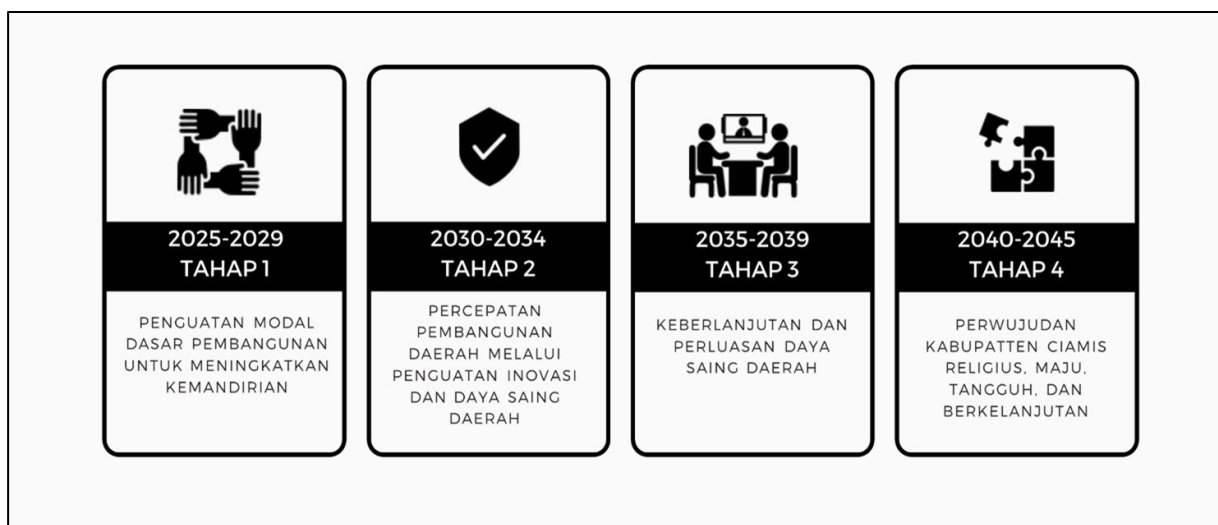 2025-2029
TAHAP 1
PENGUATAN MODAL
DASAR PEMBANGUNAN
UNTUK MENINGKATKAN
KEMANDIRIAN
2030-2034
TAHAP 2
PERCEPATAN
PEMBANGUNAN
DAERAH MELALUI
PENGUATAN INOVASI
DAN DAYA SAING
DAERAH
2035-2039
TAHAP 3
KEBERLANJUTAN DAN
PERLUASAN DAYA
SAING DAERAH
2040-2045
TAHAP 4
PERWUJUDAN
KABUPATTEN CIAMIS
RELIGIUS, MAJU,
TANGGUH, DAN
BERKELANJUTAN